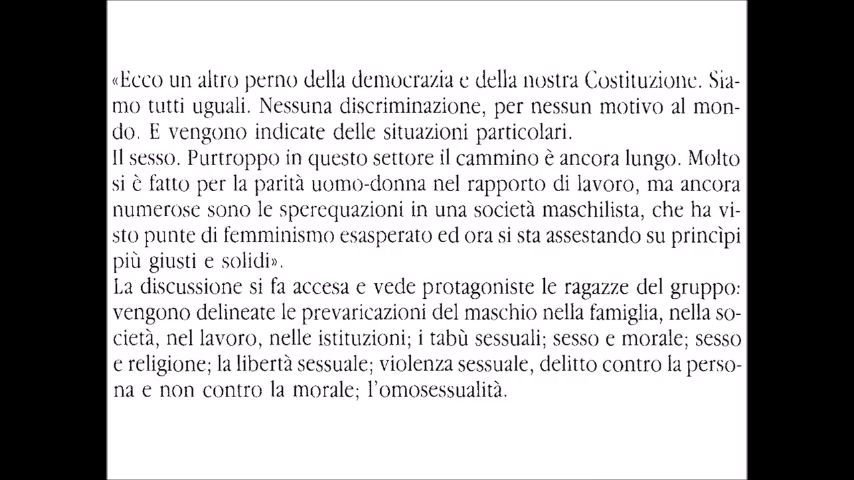 «Ecco un altro perno della democrazia e della nostra Costituzione. Sia-
mo tutti uguali. Nessuna discriminazione, per nessun motivo al mon-
do. E vengono indicate delle situazioni particolari.
Il sesso. Purtroppo in questo settore il cammino è ancora lungo. Molto
si è fatto per la parità uomo-donna nel rapporto di lavoro, ma ancora
numerose sono le sperequazioni in una società maschilista, che ha vi-
sto punte di femminismo esasperato ed ora si sta assestando su princìpi
più giusti e solidi».
La discussione si fa accesa e vede protagoniste le ragazze del gruppo:
vengono delineate le prevaricazioni del maschio nella famiglia, nella so-
cietà, nel lavoro, nelle istituzioni; i tabù sessuali; sesso e morale; sesso
e religione; la libertà sessuale; violenza sessuale, delitto contro la perso-
na e non contro la morale; l'omosessualità.